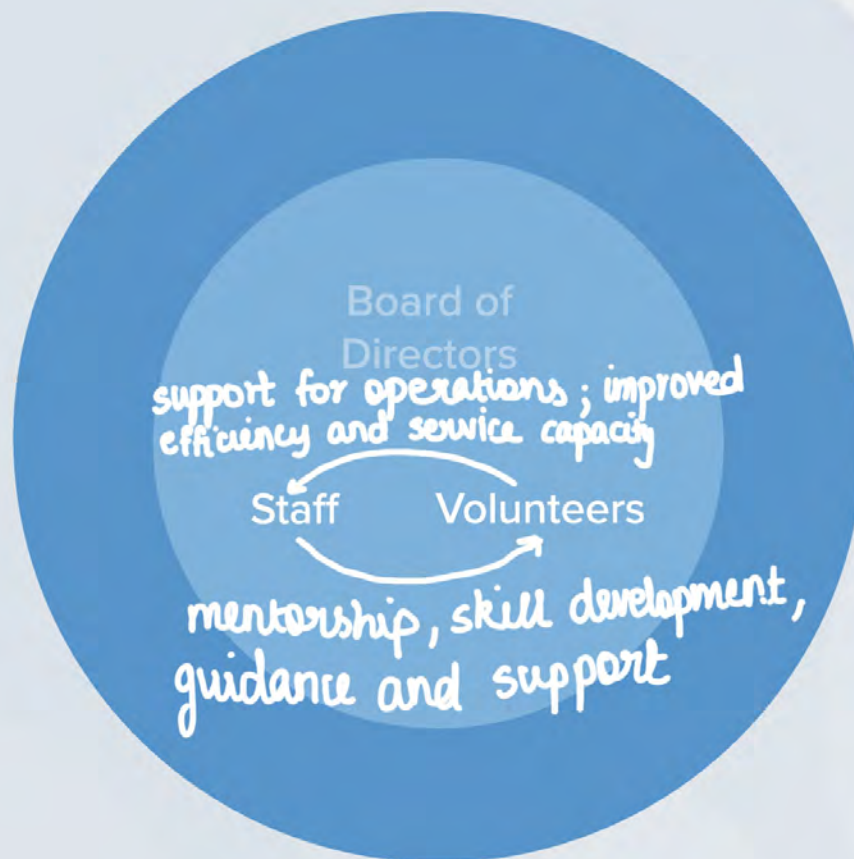 Board of
Directors
support for operations ; improved
efficiency and service capacity
Staff Volunteers
mentorship, skill development,
guidance and support